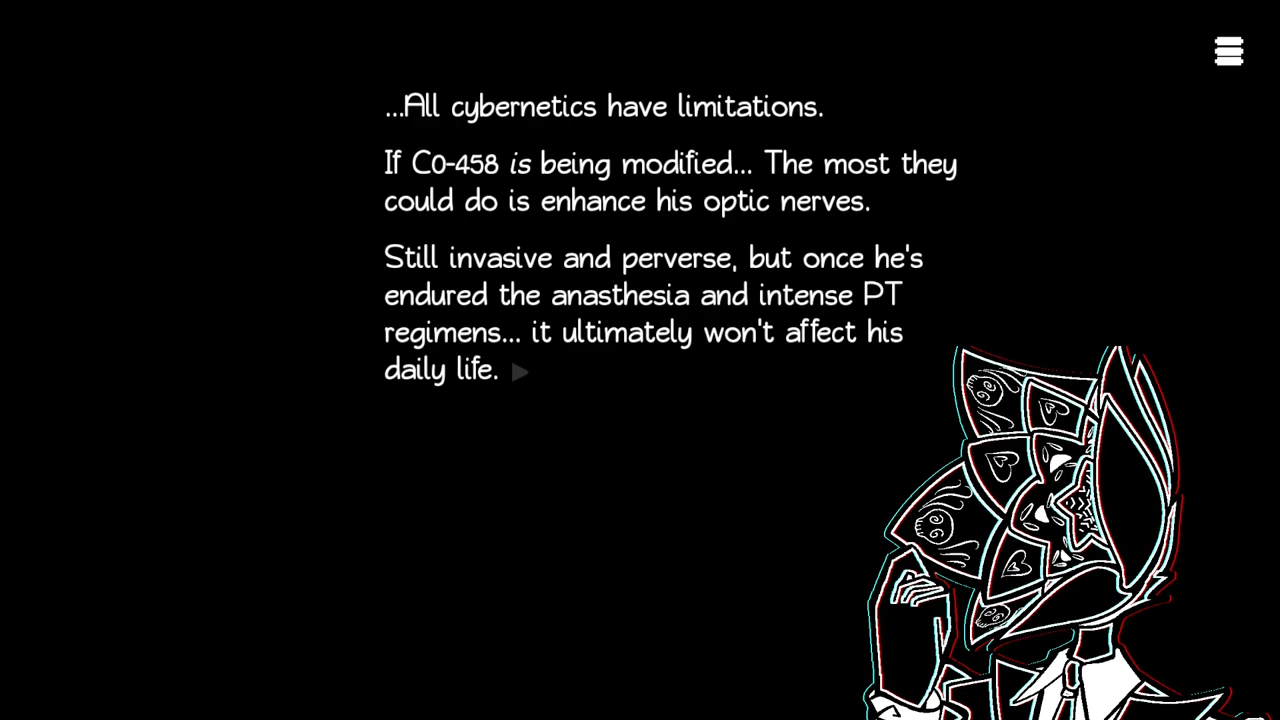 ...All cybernetics have limitations.
If C0-458 is being modified... The most they
could do is enhance his optic nerves.
Still invasive and perverse, but once he's
endured the anasthesia and intense PT
regimens... it ultimately won't affect his
daily life.